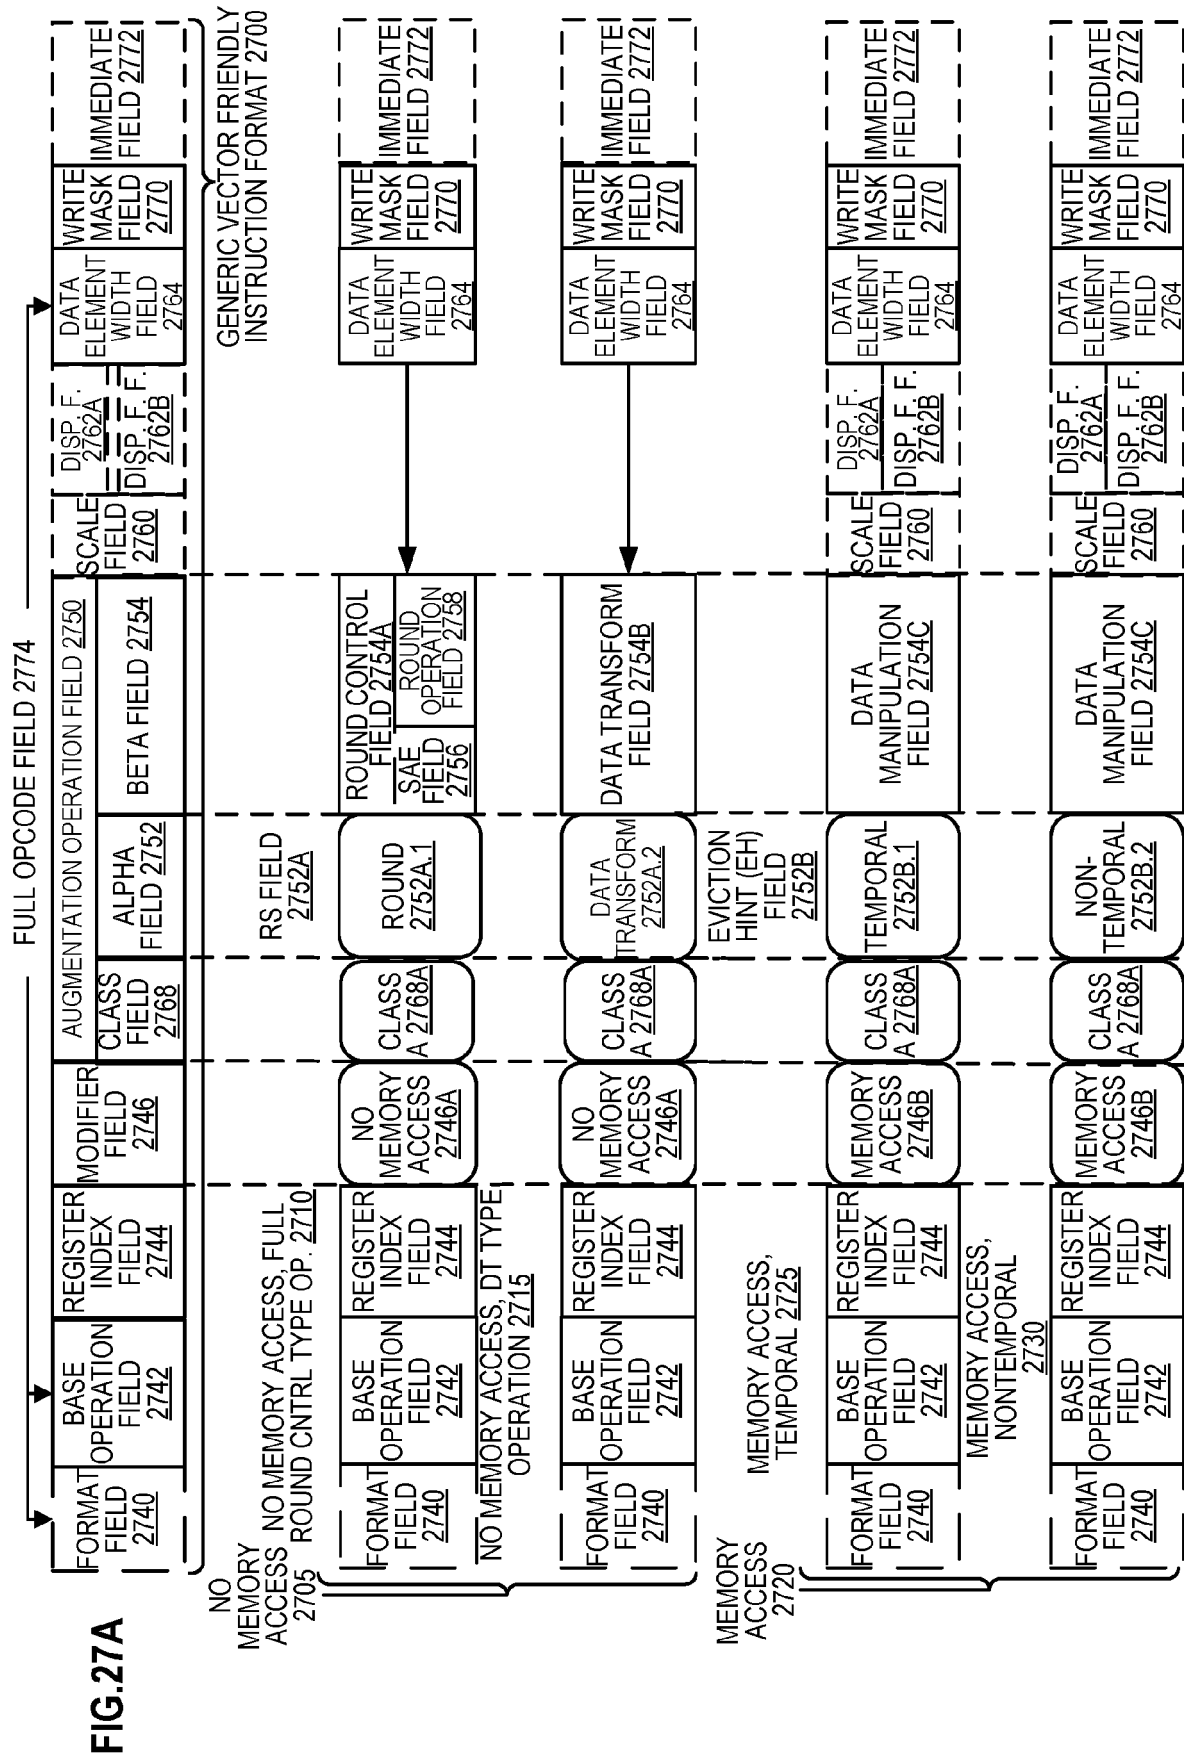 FIG.27A
FULL OPCODE FIELD 2774
FORMAT
FIELD
2740
BASE
OPERATION
FIELD
2742
REGISTER
INDEX
FIELD
2744
MODIFIER
FIELD
2746
AUGMENTATION OPERATION FIELD 2750
CLASS
FIELD
2768
ALPHA
FIELD 2752
BETA FIELD 2754
SCALE
FIELD
2760
DISP. F.
2762A
DISP. F. F.
2762B
DATA
ELEMENT
WIDTH
FIELD
2764
WRITE
MASK
FIELD
2770
IMMEDIATE
FIELD 2772
GENERIC VECTOR FRIENDLY
INSTRUCTION FORMAT 2700
NO
MEMORY
ACCESS
2705
NO MEMORY ACCESS, FULL
ROUND CNTRL TYPE OP. 2710
RS FIELD
2752A
FORMAT
FIELD
2740
BASE
OPERATION
FIELD
2742
REGISTER
INDEX
FIELD
2744
NO
MEMORY
ACCESS
2746A
CLASS
A 2768A
ROUND
2752A.1
ROUND CONTROL
FIELD 2754A
SAE
FIELD
2756
ROUND
OPERATION
FIELD 2758
DATA
ELEMENT
WIDTH
FIELD
2764
WRITE
MASK
FIELD
2770
IMMEDIATE
FIELD 2772
NO MEMORY ACCESS, DT TYPE
OPERATION 2715
FORMAT
FIELD
2740
BASE
OPERATION
FIELD
2742
REGISTER
INDEX
FIELD
2744
NO
MEMORY
ACCESS
2746A
CLASS
A 2768A
DATA
TRANSFORM
2752A.2
DATA TRANSFORM
FIELD 2754B
DATA
ELEMENT
WIDTH
FIELD
2764
WRITE
MASK
FIELD
2770
IMMEDIATE
FIELD 2772
MEMORY
ACCESS
2720
MEMORY ACCESS,
TEMPORAL 2725
EVICTION
HINT (EH)
FIELD
2752B
FORMAT
FIELD
2740
BASE
OPERATION
FIELD
2742
REGISTER
INDEX
FIELD
2744
MEMORY
ACCESS
2746B
CLASS
A 2768A
TEMPORAL
2752B.1
DATA
MANIPULATION
FIELD 2754C
SCALE
FIELD
2760
DISP. F.
2762A
DISP. F. F.
2762B
DATA
ELEMENT
WIDTH
FIELD
2764
WRITE
MASK
FIELD
2770
IMMEDIATE
FIELD 2772
MEMORY ACCESS,
NONTEMPORAL
2730
FORMAT
FIELD
2740
BASE
OPERATION
FIELD
2742
REGISTER
INDEX
FIELD
2744
MEMORY
ACCESS
2746B
CLASS
A 2768A
NON-
TEMPORAL
2752B.2
DATA
MANIPULATION
FIELD 2754C
SCALE
FIELD
2760
DISP. F.
2762A
DISP. F. F.
2762B
DATA
ELEMENT
WIDTH
FIELD
2764
WRITE
MASK
FIELD
2770
IMMEDIATE
FIELD 2772